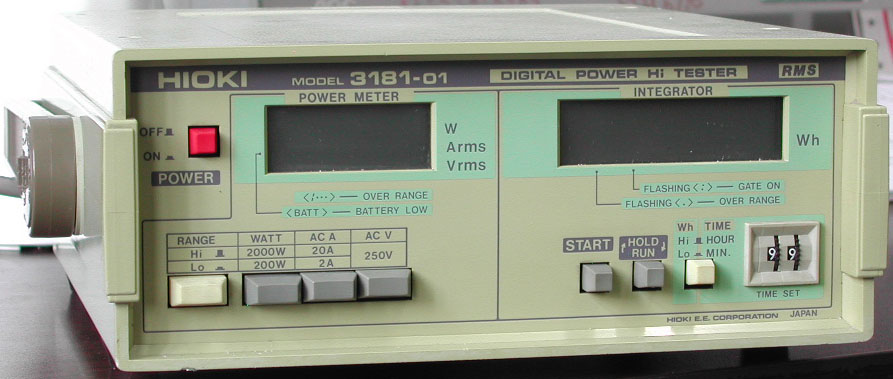 HIOKI MODEL 3181-01 DIGITAL POWER Hi TESTER RMS
POWER METER
OFF
ON
POWER
W
Arms
Vrms
< / ··· > — OVER RANGE
<BATT> — BATTERY LOW
RANGE WATT AC A AC V
Hi 2000W 20A 250V
Lo 200W 2A
INTEGRATOR
Wh
FLASHING < : > — GATE ON
FLASHING < . > — OVER RANGE
START
HOLD
RUN
Wh TIME
Hi HOUR
Lo MIN.
9 9
TIME SET
HIOKI E.E. CORPORATION JAPAN